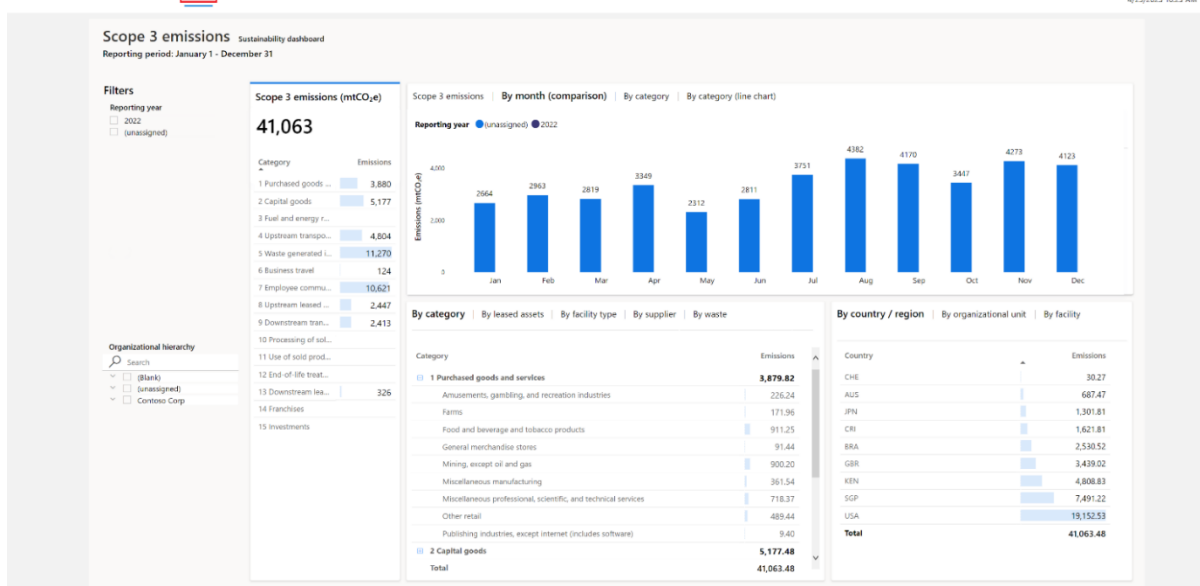 Scope 3 emissions Sustainability dashboard
Reporting period: January 1 - December 31
Filters
Reporting year
2022
(unassigned)
Organizational hierarchy
Search
(Blank)
(unassigned)
Contoso Corp
Scope 3 emissions (mtCO₂e)
41,063
Category Emissions
1 Purchased goods ... 3,880
2 Capital goods 5,177
3 Fuel and energy r...
4 Upstream transpo... 4,804
5 Waste generated i... 11,270
6 Business travel 124
7 Employee commu... 10,621
8 Upstream leased ... 2,447
9 Downstream tran... 2,413
10 Processing of sol...
11 Use of sold prod...
12 End-of-life treat...
13 Downstream lea... 326
14 Franchises
15 Investments
Scope 3 emissions By month (comparison) By category By category (line chart)
Reporting year (unassigned) 2022
Emissions (mtCO₂e)
4,000
2,000
0
2664 2963 2819 3349 2312 2811 3751 4382 4170 3447 4273 4123
Jan Feb Mar Apr May Jun Jul Aug Sep Oct Nov Dec
By category By leased assets By facility type By supplier By waste
Category Emissions
1 Purchased goods and services 3,879.82
Amusements, gambling, and recreation industries 226.24
Farms 171.96
Food and beverage and tobacco products 911.25
General merchandise stores 91.44
Mining, except oil and gas 900.20
Miscellaneous manufacturing 361.54
Miscellaneous professional, scientific, and technical services 718.37
Other retail 489.44
Publishing industries, except internet (includes software) 9.40
2 Capital goods 5,177.48
Total 41,063.48
By country / region By organizational unit By facility
Country Emissions
CHE 30.27
AUS 687.47
JPN 1,301.81
CRI 1,621.81
BRA 2,530.52
GBR 3,439.02
KEN 4,808.83
SGP 7,491.22
USA 19,152.53
Total 41,063.48